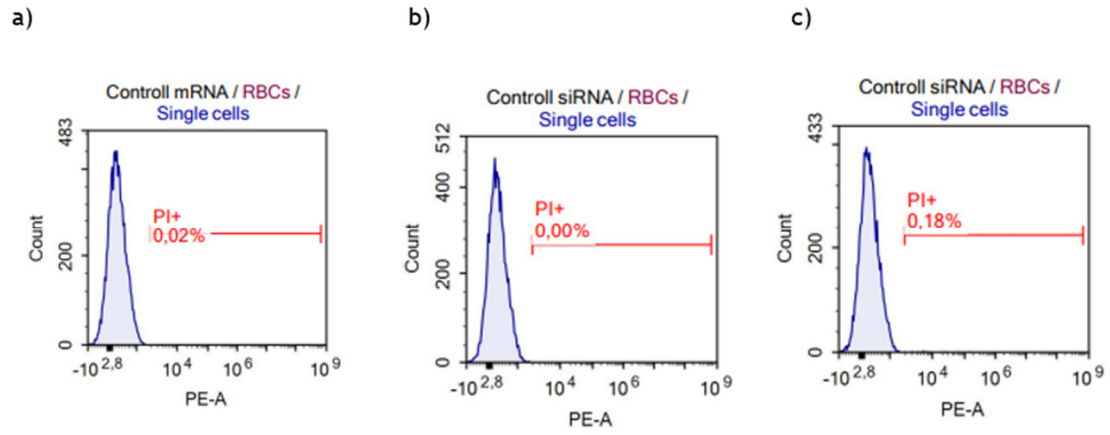 a)
b)
c)
Controll mRNA / RBCs /
Single cells
483
200
0
Count
PI+
0,02%
-10 2,8
10 4
10 6
10 9
PE-A
Controll siRNA / RBCs /
Single cells
512
400
200
0
Count
PI+
0,00%
-10 2,8
10 4
10 6
10 9
PE-A
Controll siRNA / RBCs /
Single cells
433
200
0
Count
PI+
0,18%
-10 2,8
10 4
10 6
10 9
PE-A